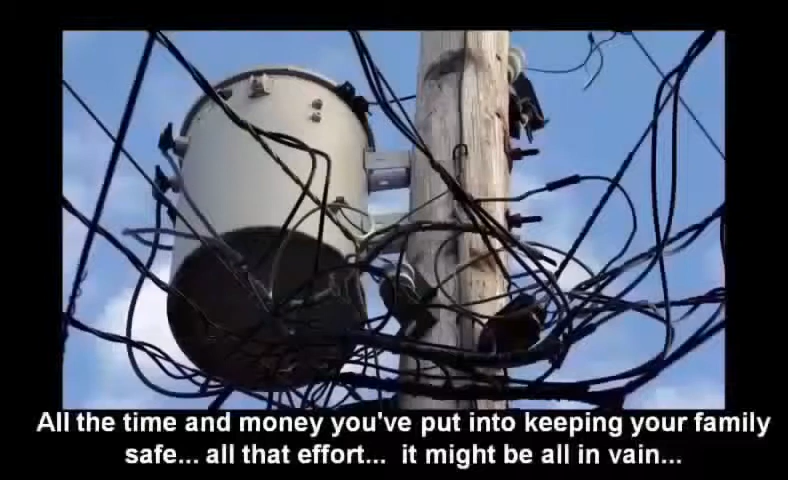 All the time and money you've put into keeping your family
safe... all that effort...  it might be all in vain...